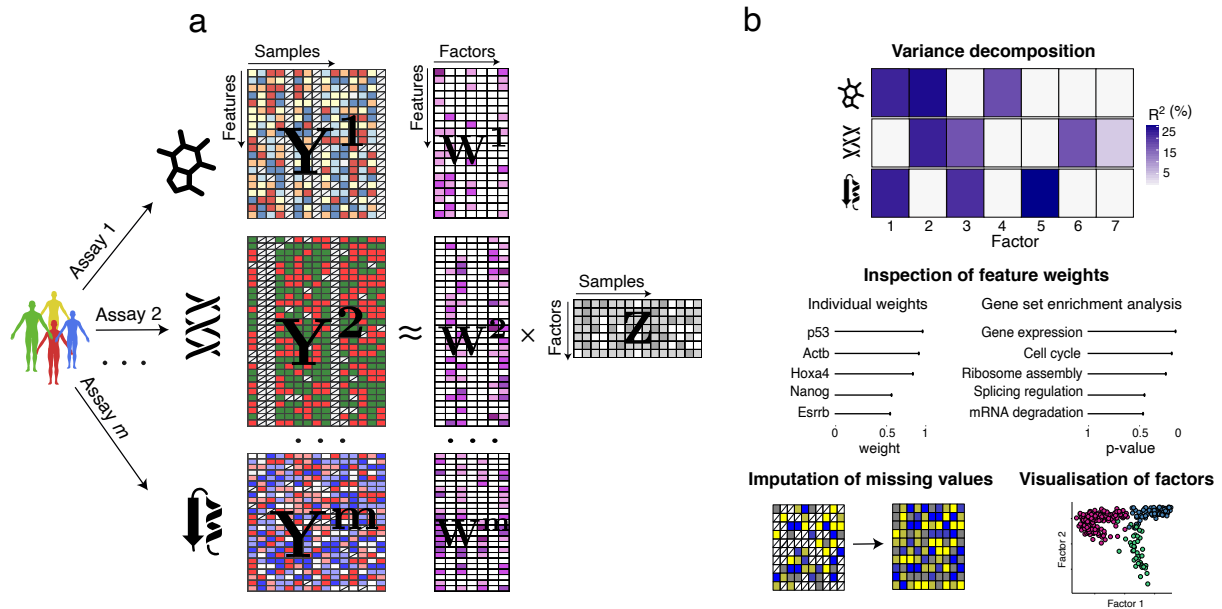 a
Samples
Features
Y¹
Factors
Features
W¹
Assay 1
Assay 2
. . .
Assay m
Y²
≈
W²
×
Samples
Factors
Z
. . .
. . .
Yᵐ
Wᵐ
b
Variance decomposition
R² (%)
25
15
5
1 2 3 4 5 6 7
Factor
Inspection of feature weights
Individual weights
p53
Actb
Hoxa4
Nanog
Esrrb
0 0.5 1
weight
Gene set enrichment analysis
Gene expression
Cell cycle
Ribosome assembly
Splicing regulation
mRNA degradation
1 0.5 0
p-value
Imputation of missing values
Visualisation of factors
Factor 2
Factor 1